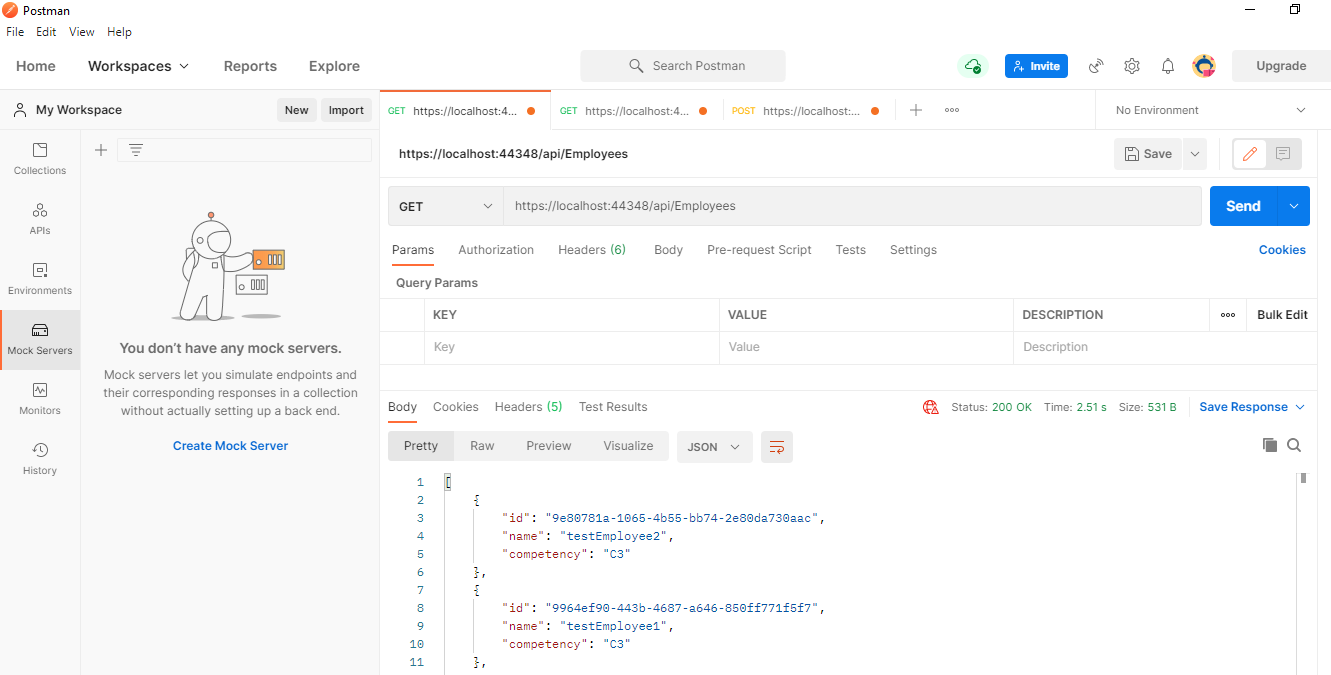 Postman
File Edit View Help
Home Workspaces Reports Explore Search Postman Invite Upgrade
My Workspace New Import GET https://localhost:4... GET https://localhost:4... POST https://localhost:... No Environment
Collections
APIs
Environments
Mock Servers
Monitors
History
You don’t have any mock servers.
Mock servers let you simulate endpoints and
their corresponding responses in a collection
without actually setting up a back end.
Create Mock Server
https://localhost:44348/api/Employees Save
GET https://localhost:44348/api/Employees Send
Params Authorization Headers (6) Body Pre-request Script Tests Settings Cookies
Query Params
KEY VALUE DESCRIPTION Bulk Edit
Key Value Description
Body Cookies Headers (5) Test Results Status: 200 OK Time: 2.51 s Size: 531 B Save Response
Pretty Raw Preview Visualize JSON
1 [
2 {
3 "id": "9e80781a-1065-4b55-bb74-2e80da730aac",
4 "name": "testEmployee2",
5 "competency": "C3"
6 },
7 {
8 "id": "9964ef90-443b-4687-a646-850ff771f5f7",
9 "name": "testEmployee1",
10 "competency": "C3"
11 },